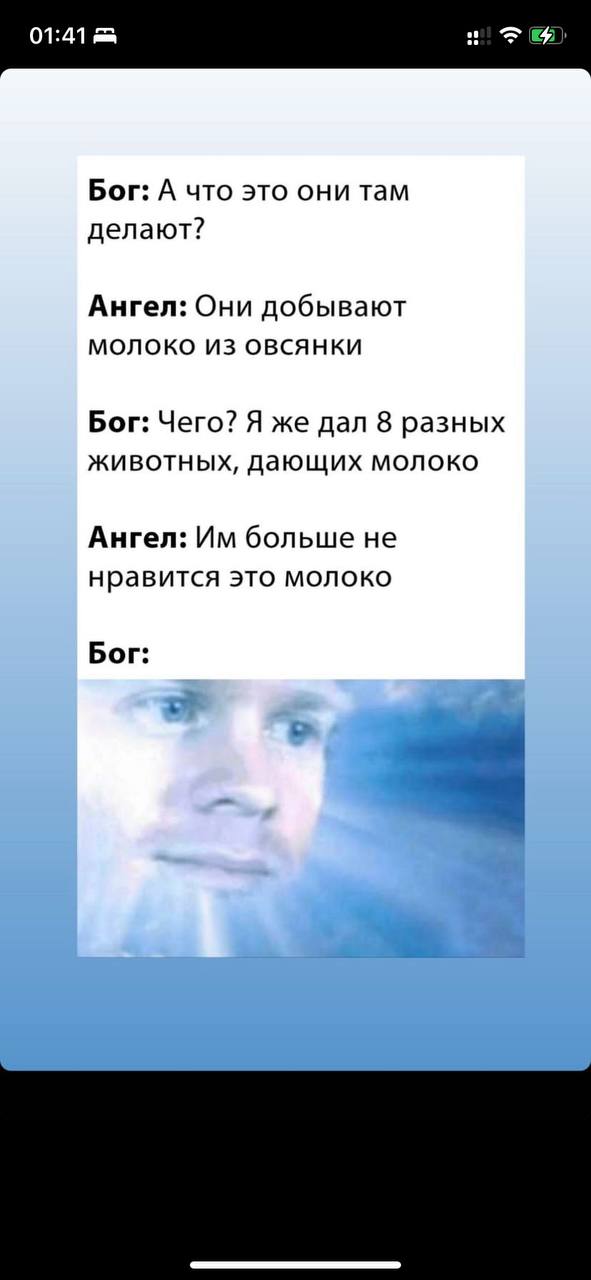 01:41
Бог: А что это они там
делают?
Ангел: Они добывают
молоко из овсянки
Бог: Чего? Я же дал 8 разных
животных, дающих молоко
Ангел: Им больше не
нравится это молоко
Бог: